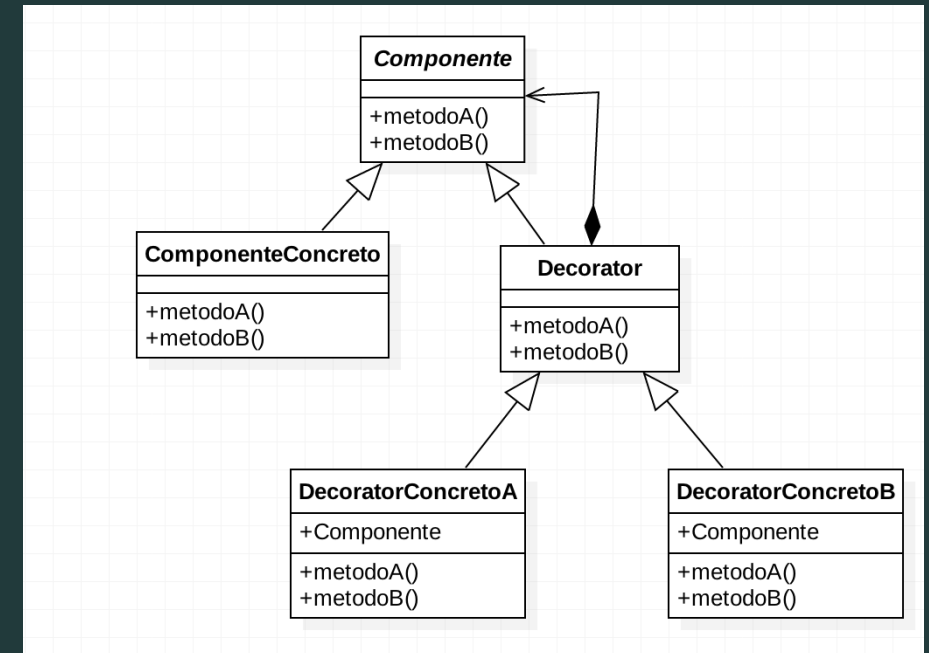 Componente
+metodoA()
+metodoB()
ComponenteConcreto
+metodoA()
+metodoB()
Decorator
+metodoA()
+metodoB()
DecoratorConcretoA
+Componente
+metodoA()
+metodoB()
DecoratorConcretoB
+Componente
+metodoA()
+metodoB()